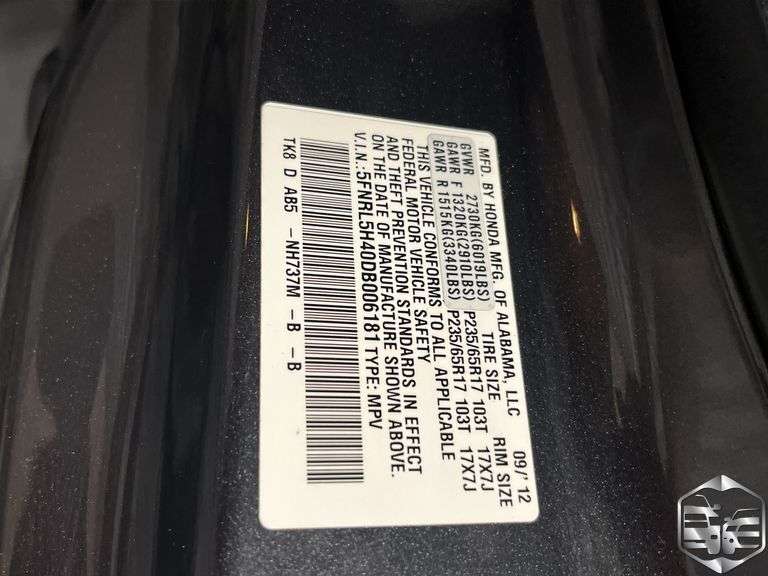 MFD. BY HONDA MFG. OF ALABAMA, LLC 09/'12
GVWR 2730KG(6019LBS) TIRE SIZE RIM SIZE
GAWR F 1320KG(2910LBS) P235/65R17 103T 17X7J
GAWR R 1515KG(3340LBS) P235/65R17 103T 17X7J
THIS VEHICLE CONFORMS TO ALL APPLICABLE
FEDERAL MOTOR VEHICLE SAFETY
AND THEFT PREVENTION STANDARDS IN EFFECT
ON THE DATE OF MANUFACTURE SHOWN ABOVE.
V.I.N.:5FNRL5H40DB006181 TYPE: MPV
TK8 D AB5 -NH737M -B -B